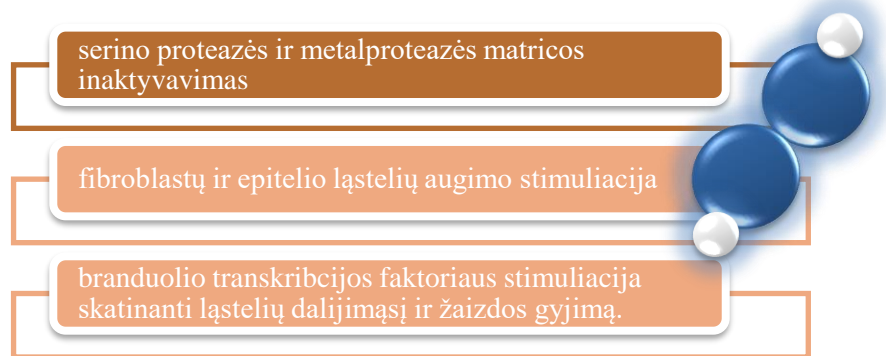 serino proteazės ir metalproteazės matricos
inaktyvavimas
fibroblastų ir epitelio ląstelių augimo stimuliacija
branduolio transkribcijos faktoriaus stimuliacija
skatinanti ląstelių dalijimąsi ir žaizdos gyjimą.